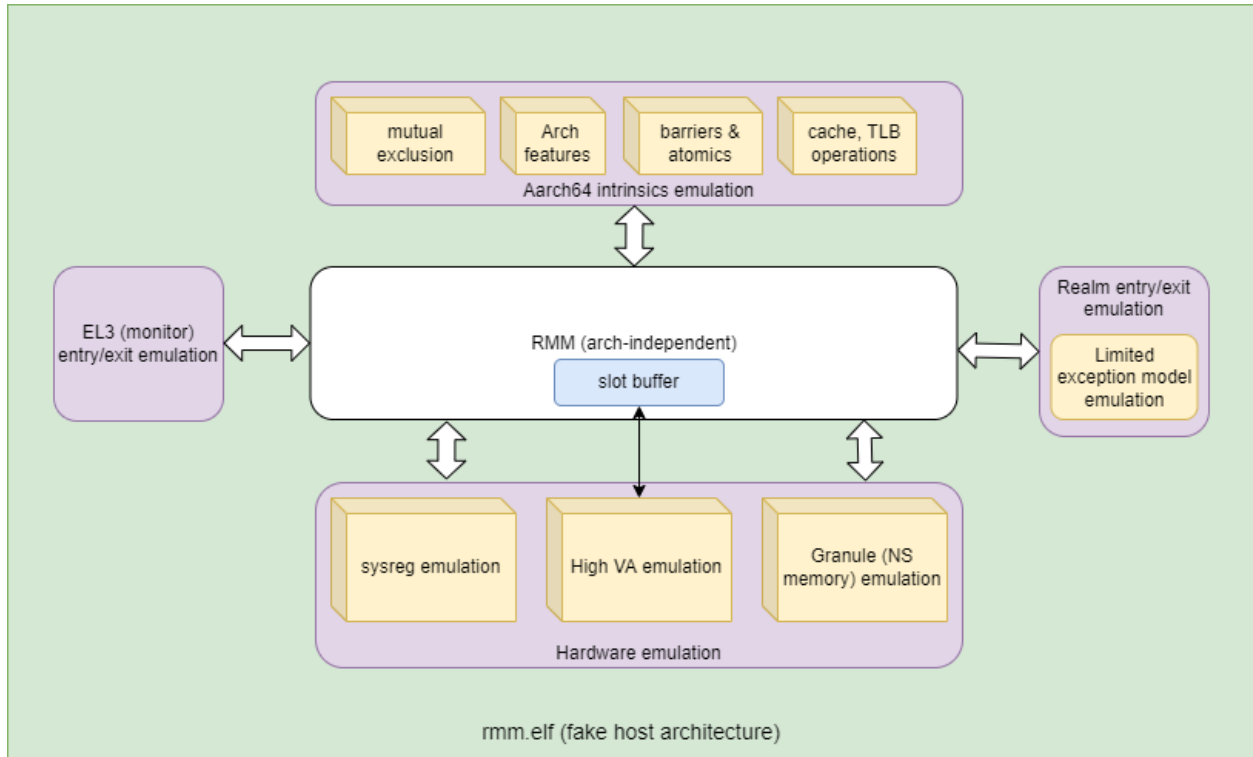 mutual
exclusion
Arch
features
barriers &
atomics
cache, TLB
operations
Aarch64 intrinsics emulation
EL3 (monitor)
entry/exit emulation
RMM (arch-independent)
slot buffer
Realm entry/exit
emulation
Limited
exception model
emulation
sysreg emulation
High VA emulation
Granule (NS
memory) emulation
Hardware emulation
rmm.elf (fake host architecture)